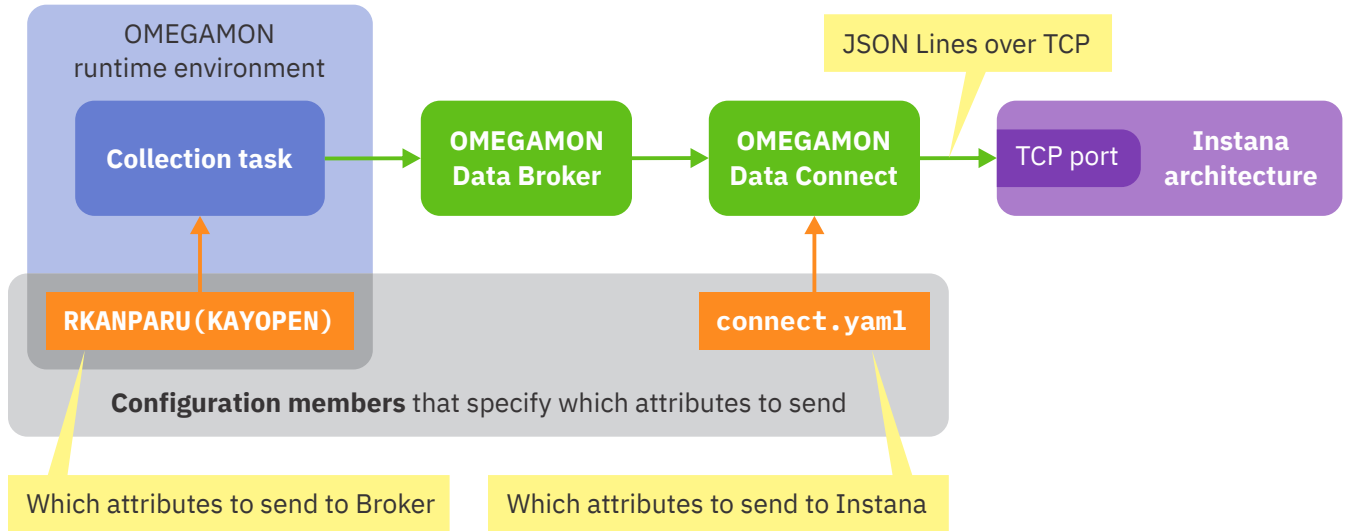 OMEGAMON
runtime environment
JSON Lines over TCP
Collection task
OMEGAMON
Data Broker
OMEGAMON
Data Connect
TCP port
Instana
architecture
RKANPARU(KAYOPEN)
connect.yaml
Configuration members that specify which attributes to send
Which attributes to send to Broker
Which attributes to send to Instana